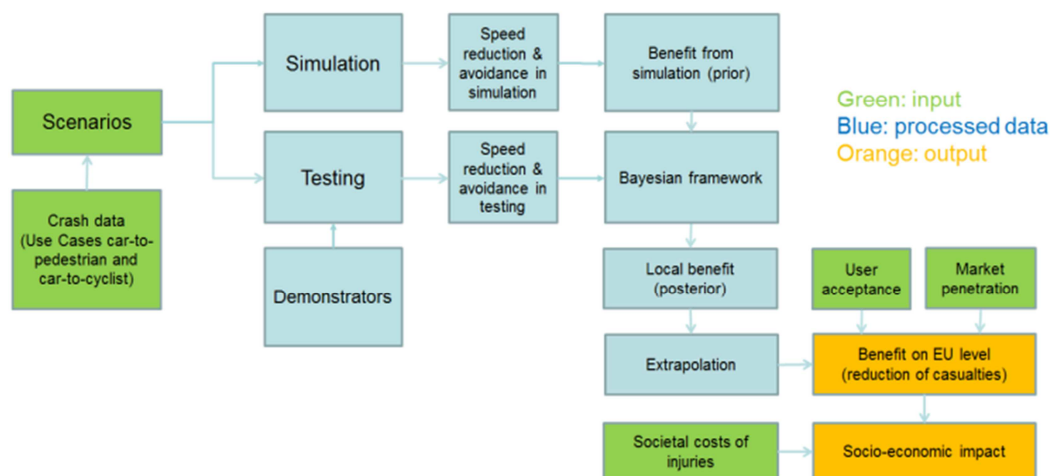 Scenarios
Crash data
(Use Cases car-to-
pedestrian and
car-to-cyclist)
Simulation
Testing
Demonstrators
Speed
reduction &
avoidance in
simulation
Speed
reduction &
avoidance in
testing
Benefit from
simulation (prior)
Bayesian framework
Local benefit
(posterior)
Extrapolation
Societal costs of
injuries
User
acceptance
Market
penetration
Benefit on EU level
(reduction of casualties)
Socio-economic impact
Green: input
Blue: processed data
Orange: output